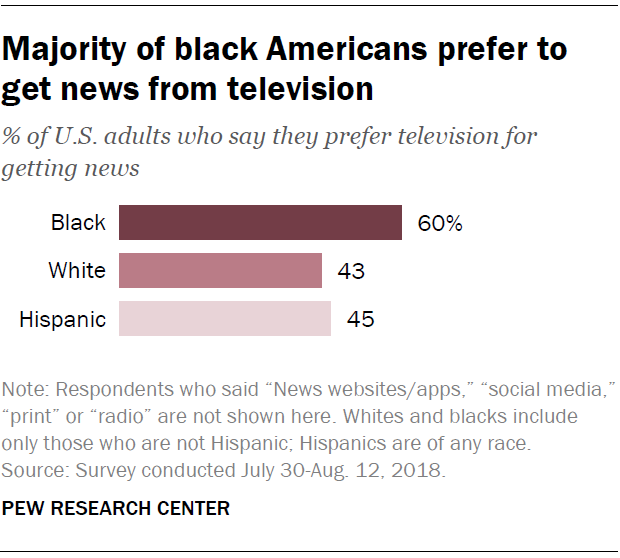 Majority of black Americans prefer to
get news from television
% of U.S. adults who say they prefer television for
getting news
Black 60%
White 43
Hispanic 45
Note: Respondents who said “News websites/apps,” “social media,”
“print” or “radio” are not shown here. Whites and blacks include
only those who are not Hispanic; Hispanics are of any race.
Source: Survey conducted July 30-Aug. 12, 2018.
PEW RESEARCH CENTER